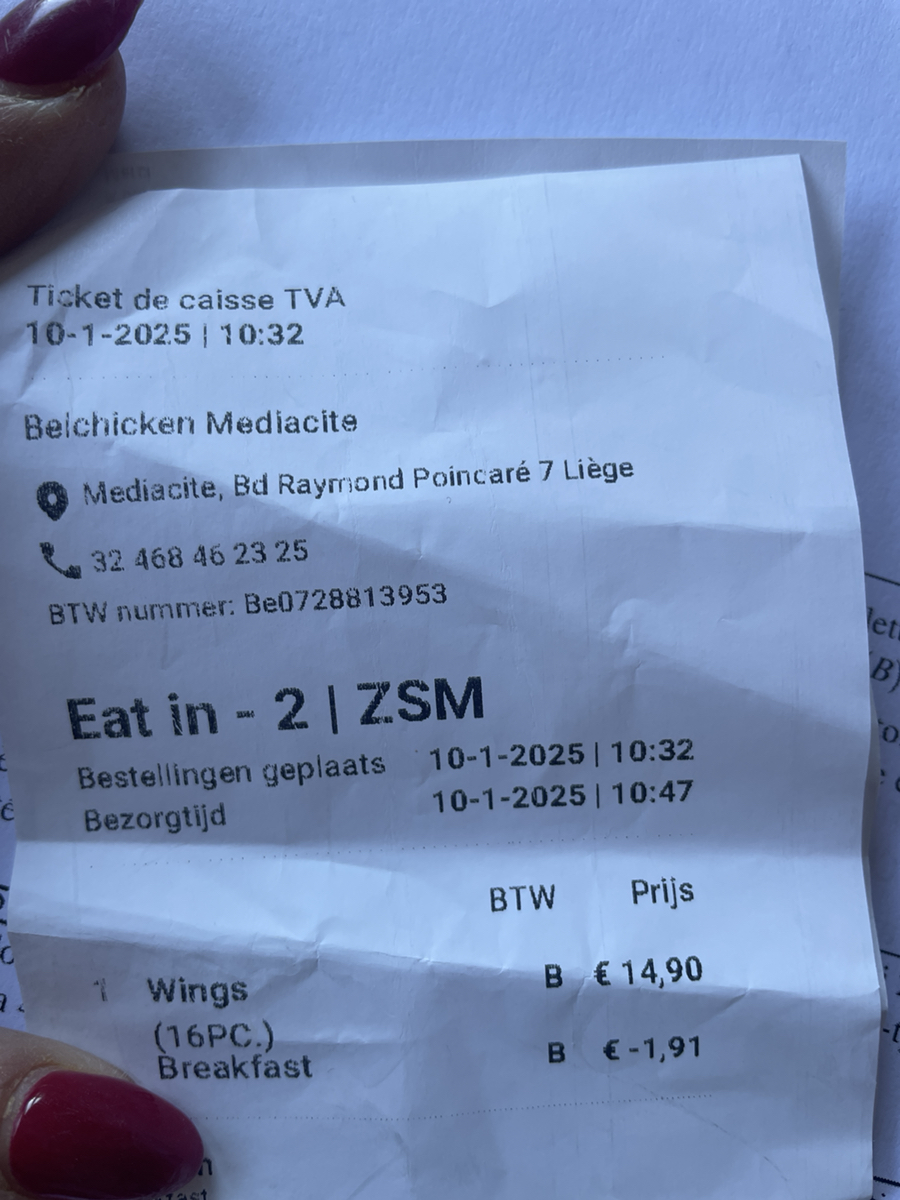 Ticket de caisse TVA
10-1-2025 | 10:32
Belchicken Mediacite
Mediacite, Bd Raymond Poincaré 7 Liège
32 468 46 23 25
BTW nummer: Be0728813953
Eat in - 2 | ZSM
Bestellingen geplaats 10-1-2025 | 10:32
Bezorgtijd 10-1-2025 | 10:47
BTW Prijs
1 Wings B € 14,90
(16PC.)
Breakfast B € -1,91